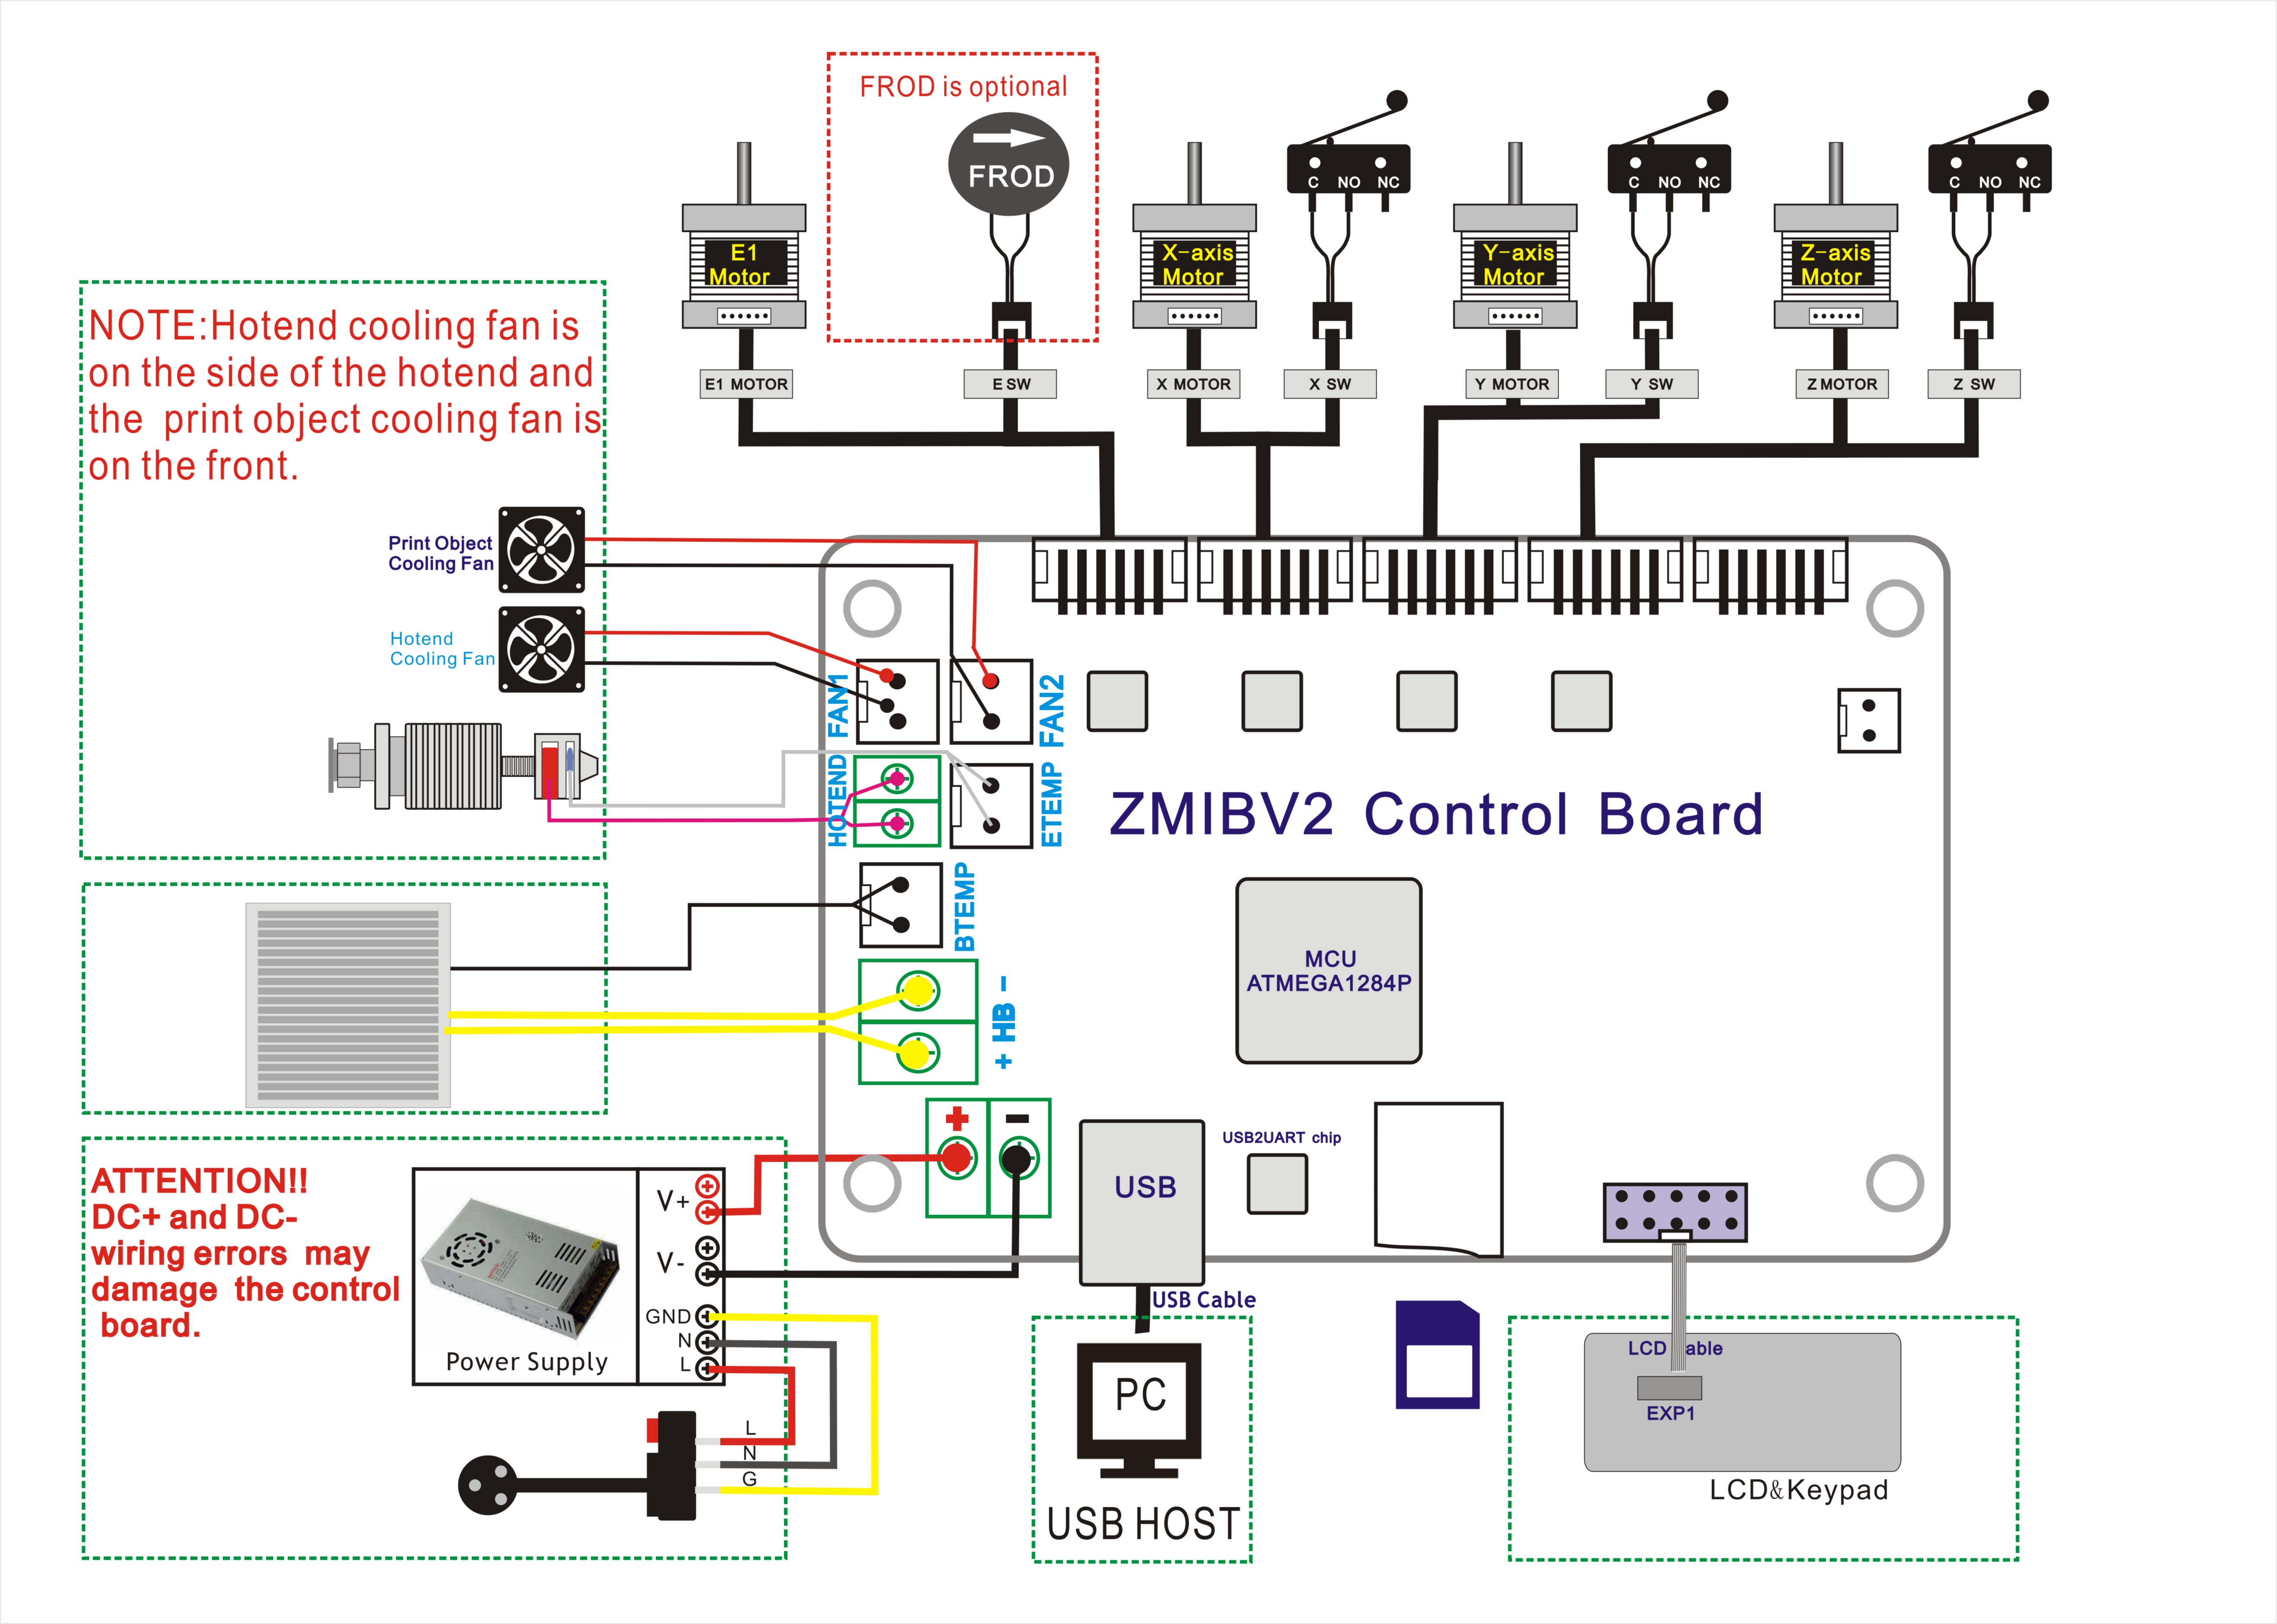 FROD is optional
FROD
C NO NC
C NO NC
C NO NC
E1
Motor
X-axis
Motor
Y-axis
Motor
Z-axis
Motor
E1 MOTOR
E SW
X MOTOR
X SW
Y MOTOR
Y SW
Z MOTOR
Z SW
NOTE:Hotend cooling fan is
on the side of the hotend and
the print object cooling fan is
on the front.
Print Object
Cooling Fan
Hotend
Cooling Fan
FAN1
FAN2
HOTEND
ETEMP
ZMIBV2 Control Board
BTEMP
MCU
ATMEGA1284P
+ HB -
+ -
USB
USB2UART chip
ATTENTION!!
DC+ and DC-
wiring errors may
damage the control
board.
V+
V-
GND
N
L
Power Supply
L
N
G
USB Cable
PC
USB HOST
LCD able
EXP1
LCD&Keypad